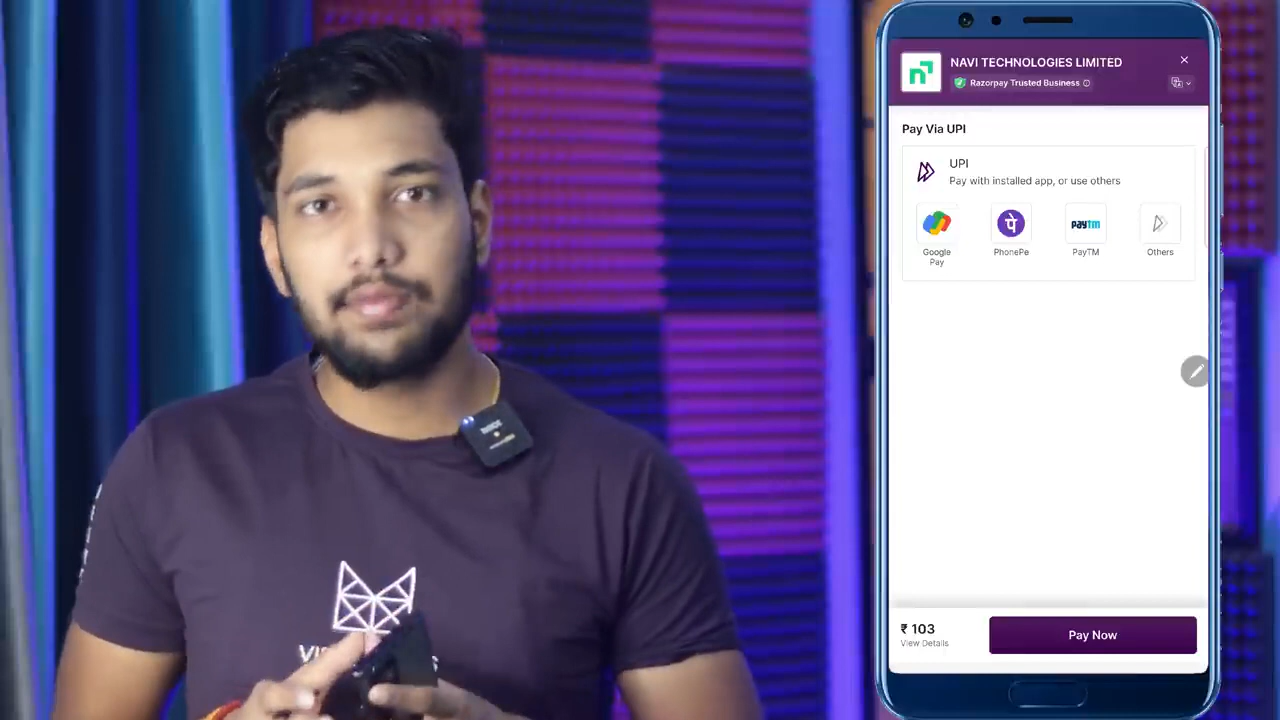 NAVI TECHNOLOGIES LIMITED
Razorpay Trusted Business
Pay Via UPI
UPI
Pay with installed app, or use others
पे
paytm
Google
Pay
PhonePe
PayTM
Others
₹ 103
View Details
Pay Now